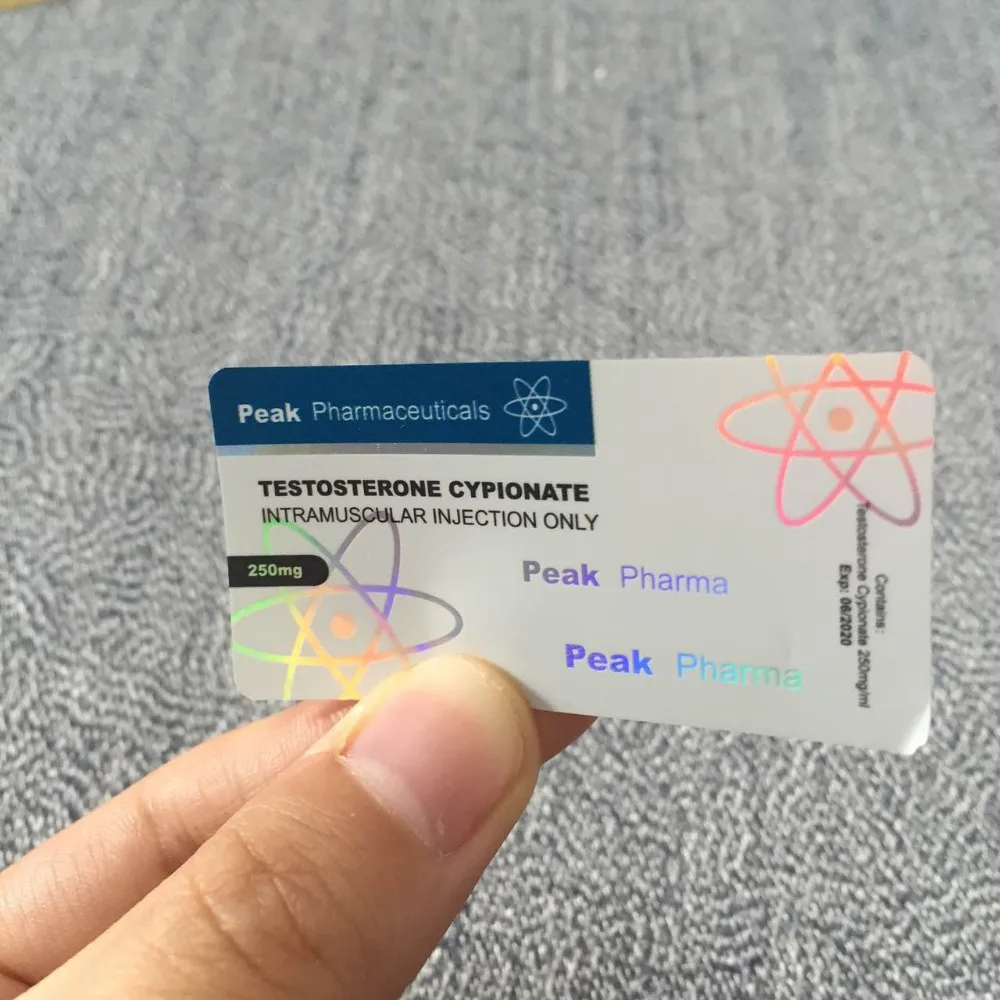 Peak Pharmaceuticals
TESTOSTERONE CYPIONATE
INTRAMUSCULAR INJECTION ONLY
250mg
Peak Pharma
Peak Pharma
Contains:
Testosterone Cypionate 250mg/ml
Exp: 06/2020